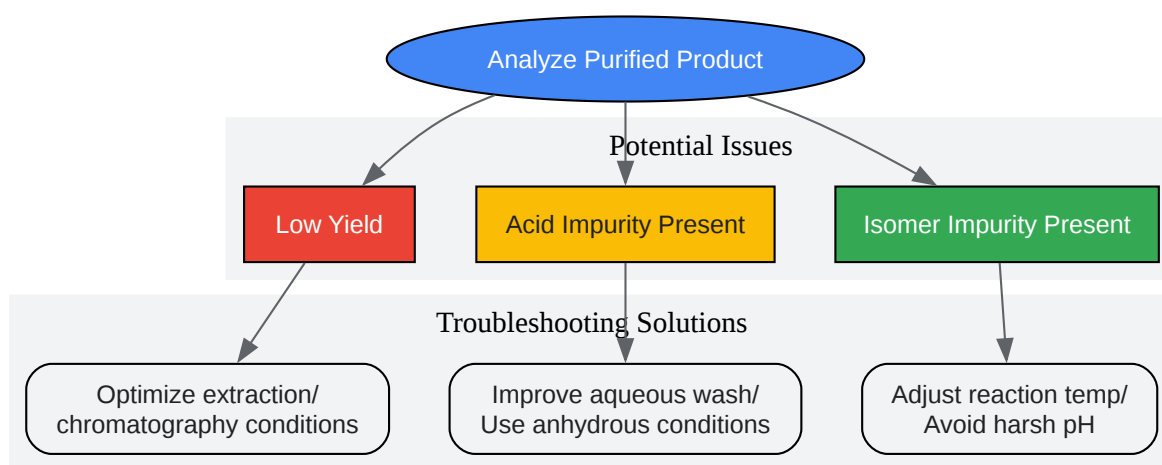 Analyze Purified Product
Potential Issues
Low Yield
Acid Impurity Present
Isomer Impurity Present
Troubleshooting Solutions
Optimize extraction/
chromatography conditions
Improve aqueous wash/
Use anhydrous conditions
Adjust reaction temp/
Avoid harsh pH